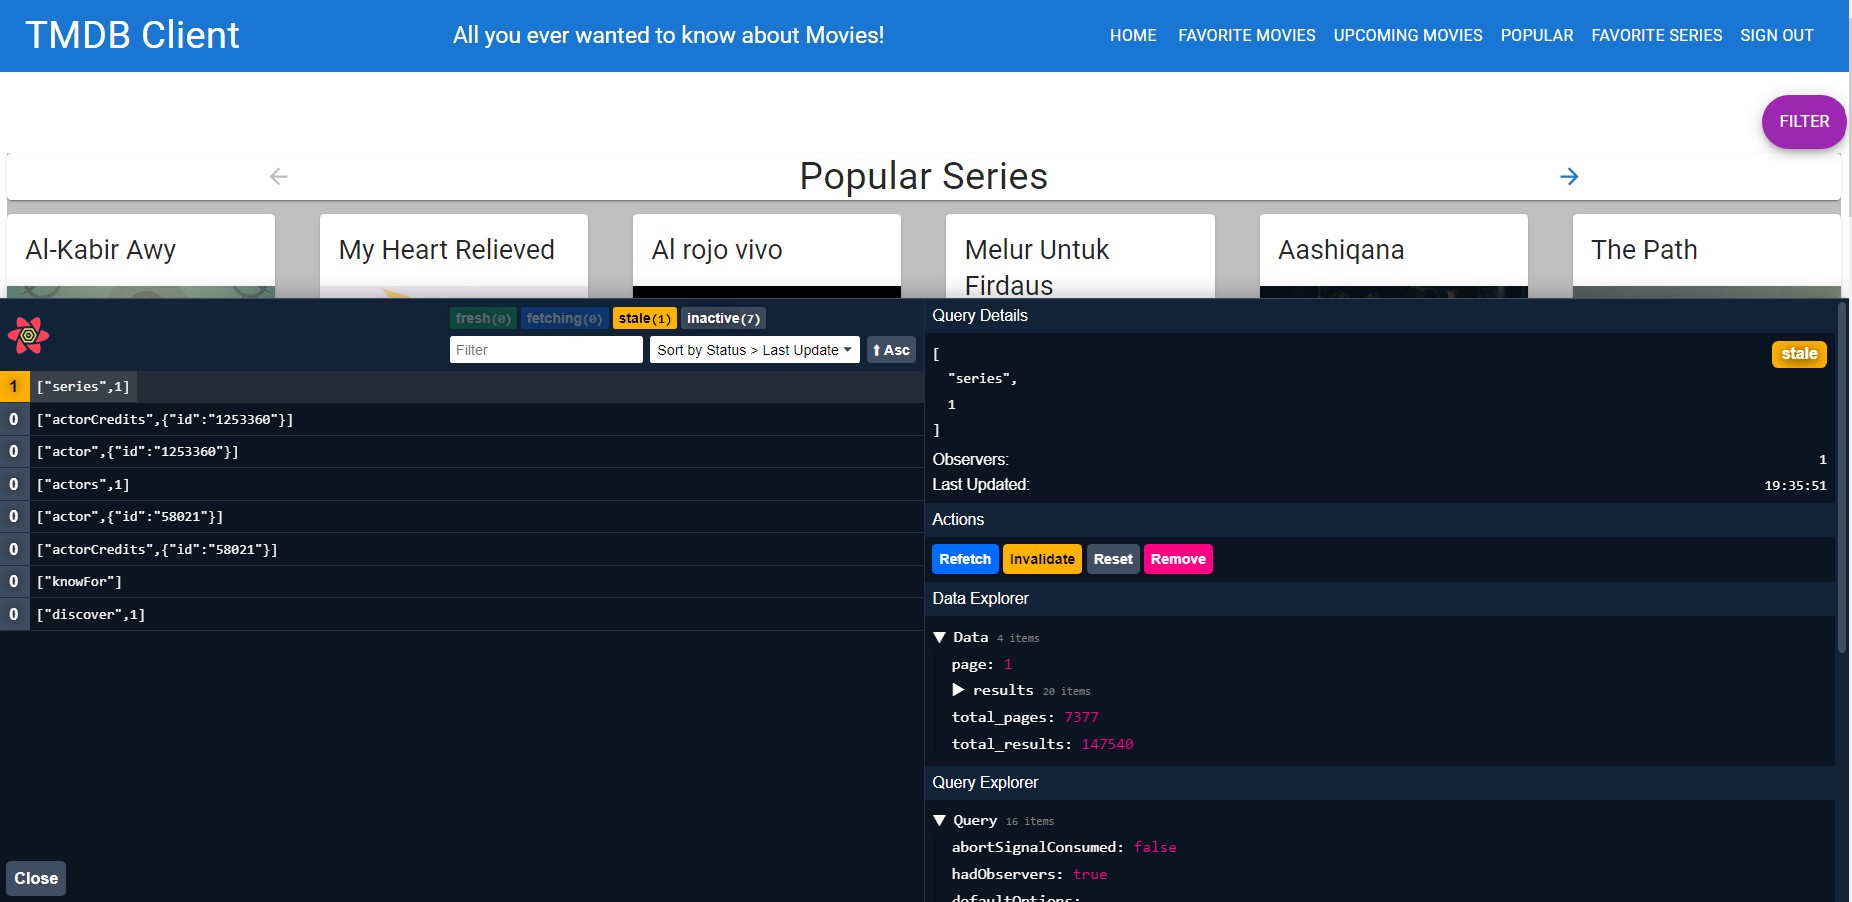 TMDB Client
All you ever wanted to know about Movies!
HOME FAVORITE MOVIES UPCOMING MOVIES POPULAR FAVORITE SERIES SIGN OUT
FILTER
← Popular Series →
Al-Kabir Awy
My Heart Relieved
Al rojo vivo
Melur Untuk
Firdaus
Aashiqana
The Path
fresh(0) fetching(0) stale(1) inactive(7)
Filter
Sort by Status > Last Update
⬆ Asc
1 ["series",1]
0 ["actorCredits",{"id":"1253360"}]
0 ["actor",{"id":"1253360"}]
0 ["actors",1]
0 ["actor",{"id":"58021"}]
0 ["actorCredits",{"id":"58021"}]
0 ["knowFor"]
0 ["discover",1]
Close
Query Details
[
"series",
1
]
stale
Observers: 1
Last Updated: 19:35:51
Actions
Refetch Invalidate Reset Remove
Data Explorer
▼ Data 4 items
page: 1
▶ results 20 items
total_pages: 7377
total_results: 147540
Query Explorer
▼ Query 16 items
abortSignalConsumed: false
hadObservers: true
defaultOptions: